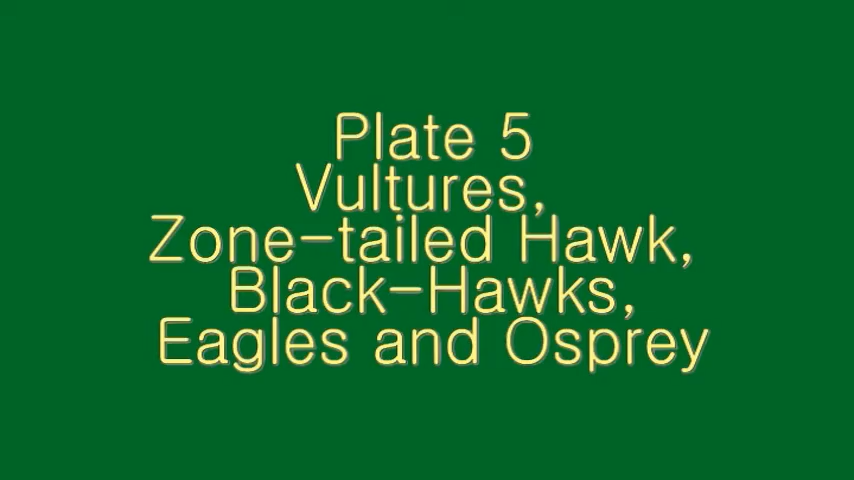 Plate 5
Vultures,
Zone-tailed Hawk,
Black-Hawks,
Eagles and Osprey